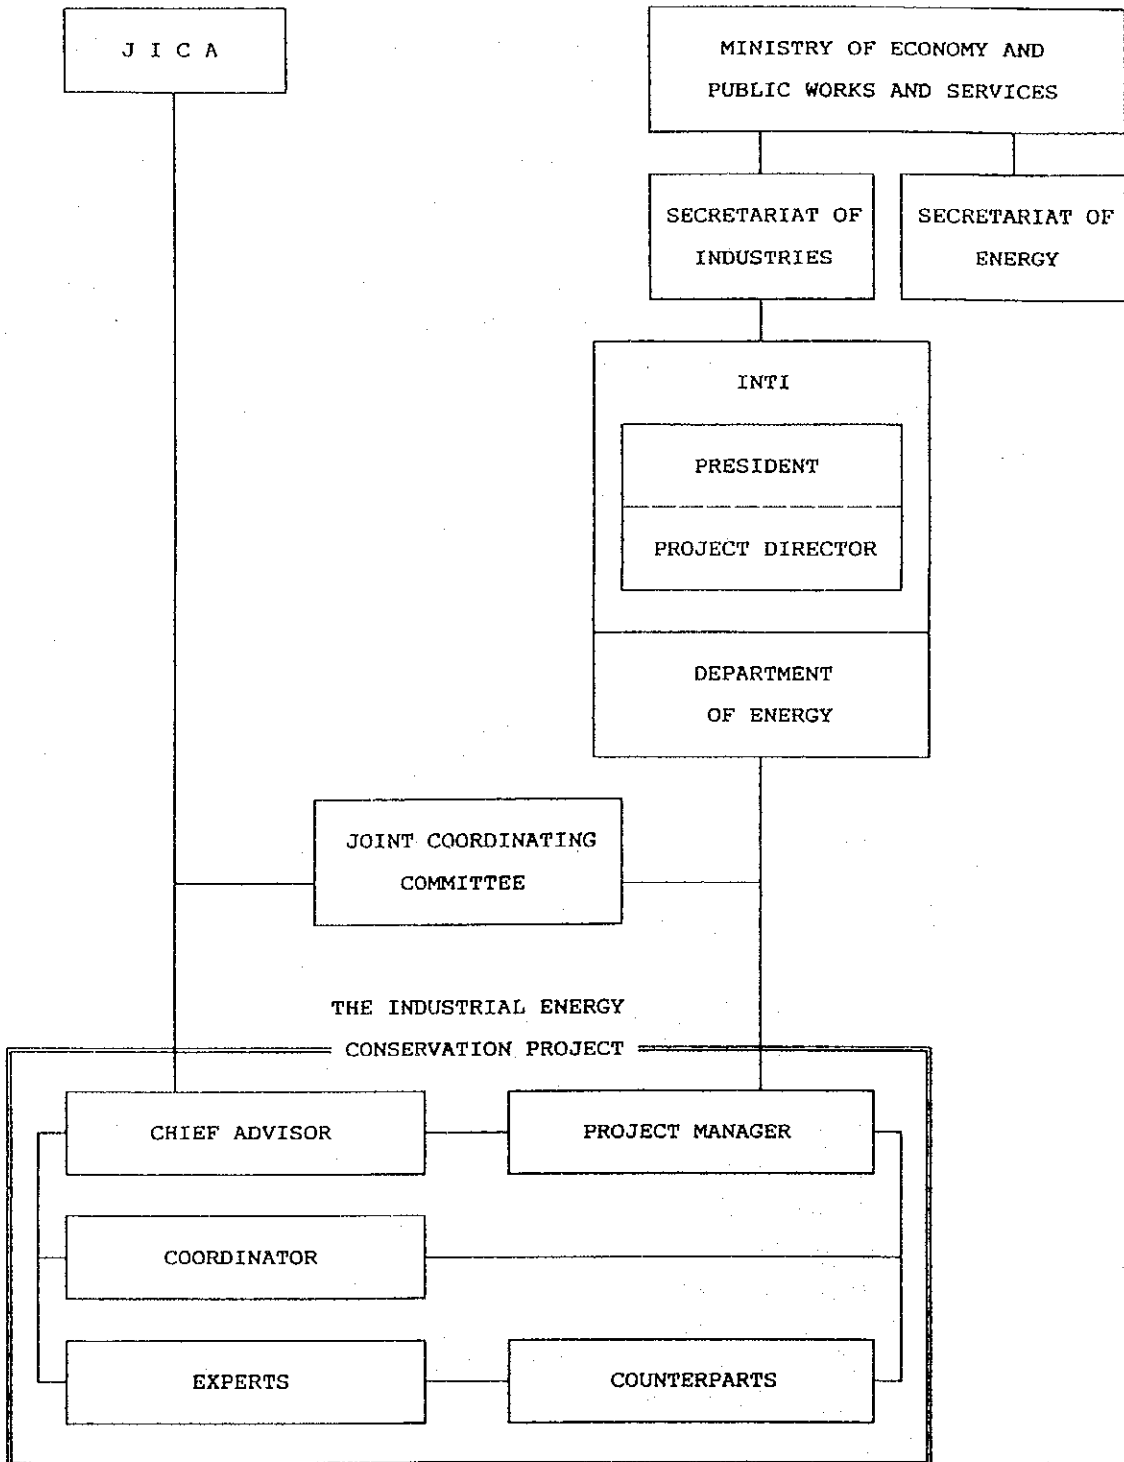 J I C A
MINISTRY OF ECONOMY AND
PUBLIC WORKS AND SERVICES
SECRETARIAT OF
INDUSTRIES
SECRETARIAT OF
ENERGY
INTI
PRESIDENT
PROJECT DIRECTOR
DEPARTMENT
OF ENERGY
JOINT COORDINATING
COMMITTEE
THE INDUSTRIAL ENERGY
CONSERVATION PROJECT
CHIEF ADVISOR
PROJECT MANAGER
COORDINATOR
EXPERTS
COUNTERPARTS